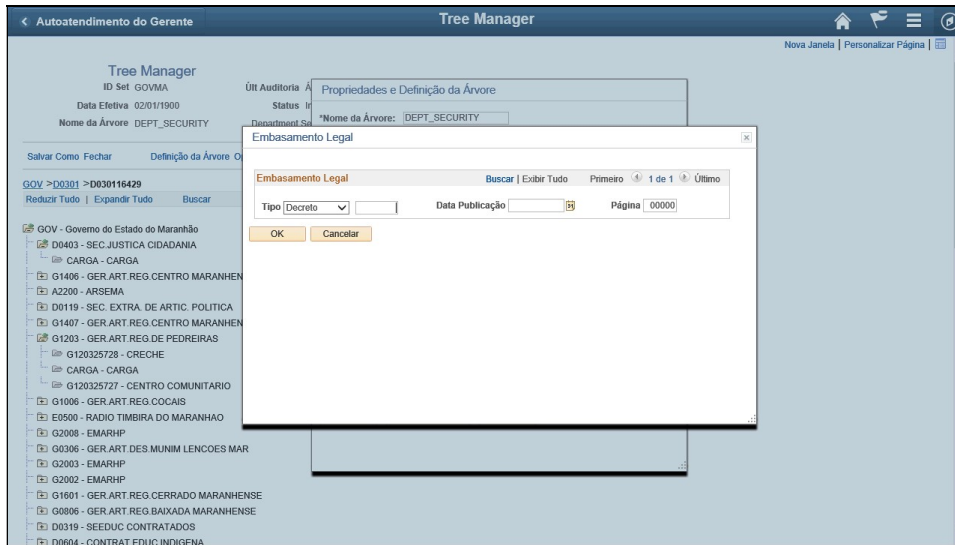 Autoatendimento do Gerente
Tree Manager
Nova Janela | Personalizar Página |
Tree Manager
ID Set GOVMA
Últ Auditoria
Data Efetiva 02/01/1900
Status
Nome da Árvore DEPT_SECURITY
Department
Propriedades e Definição da Árvore
*Nome da Árvore: DEPT_SECURITY
Salvar Como Fechar Definição da Árvore
GOV >D0301 >D030116429
Reduzir Tudo | Expandir Tudo Buscar
Embasamento Legal
Embasamento Legal Buscar | Exibir Tudo Primeiro 1 de 1 Último
Tipo Decreto Data Publicação Página 00000
OK Cancelar
GOV - Governo do Estado do Maranhão
D0403 - SEC.JUSTICA CIDADANIA
CARGA - CARGA
G1406 - GER.ART.REG.CENTRO MARANHEN
A2200 - ARSEMA
D0119 - SEC. EXTRA. DE ARTIC. POLITICA
G1407 - GER.ART.REG.CENTRO MARANHEN
G1203 - GER.ART.REG.DE PEDREIRAS
G120325728 - CRECHE
CARGA - CARGA
G120325727 - CENTRO COMUNITARIO
G1006 - GER.ART.REG.COCAIS
E0500 - RADIO TIMBIRA DO MARANHAO
G2008 - EMARHP
G0306 - GER.ART.DES.MUNIM LENCOES MAR
G2003 - EMARHP
G2002 - EMARHP
G1601 - GER.ART.REG.CERRADO MARANHENSE
G0806 - GER.ART.REG.BAIXADA MARANHENSE
D0319 - SEEDUC CONTRATADOS
D0604 - CONTRAT EDUC INDIGENA